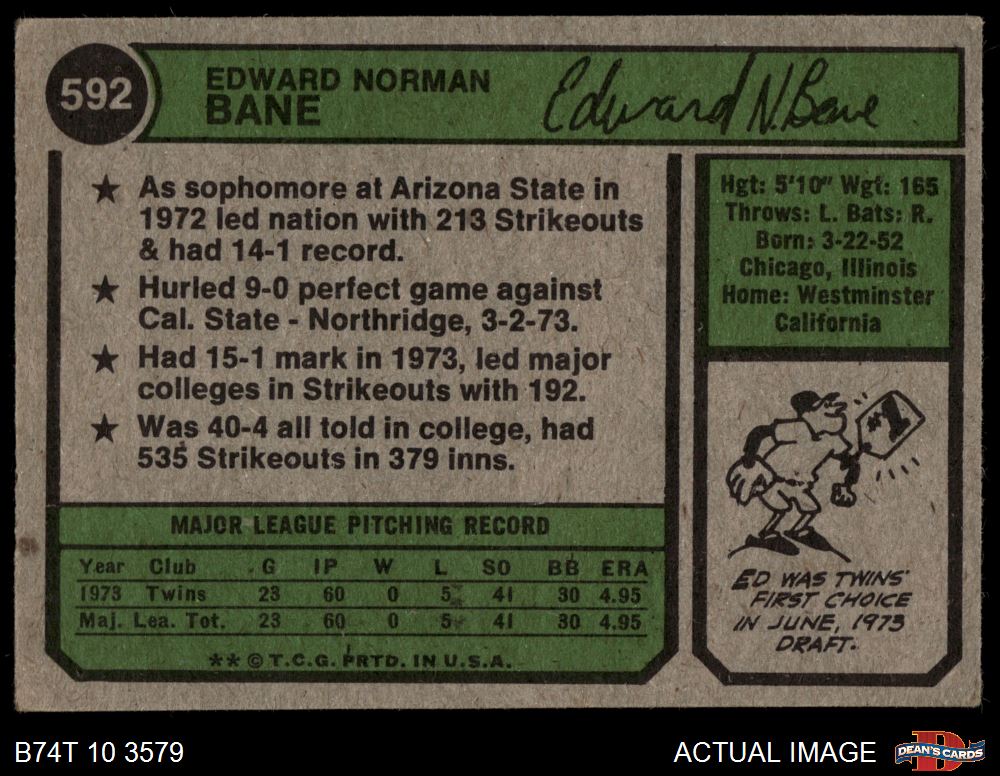 592
EDWARD NORMAN
BANE
Edward N. Bane
★ As sophomore at Arizona State in
1972 led nation with 213 Strikeouts
& had 14-1 record.
★ Hurled 9-0 perfect game against
Cal. State - Northridge, 3-2-73.
★ Had 15-1 mark in 1973, led major
colleges in Strikeouts with 192.
★ Was 40-4 all told in college, had
535 Strikeouts in 379 inns.
Hgt: 5'10" Wgt: 165
Throws: L. Bats: R.
Born: 3-22-52
Chicago, Illinois
Home: Westminster
California
#1
ED WAS TWINS'
FIRST CHOICE
IN JUNE, 1973
DRAFT.
MAJOR LEAGUE PITCHING RECORD
Year Club G IP W L SO BB ERA
1973 Twins 23 60 0 5 41 30 4.95
Maj. Lea. Tot. 23 60 0 5 41 30 4.95
** © T.C.G. PRTD. IN U.S.A.
B74T 10 3579
ACTUAL IMAGE
DEAN'S CARDS